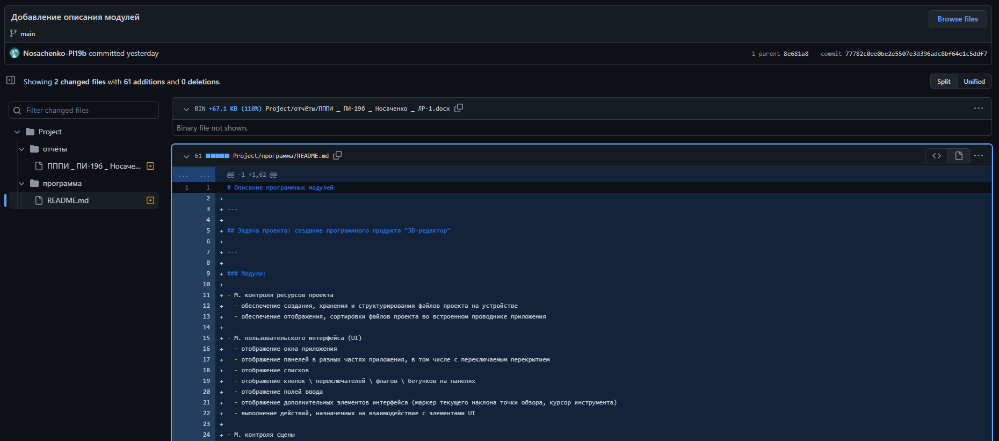 Добавление описания модулей
Browse files
main
Nosachenko-PI19b committed yesterday
1 parent 8e681a8 commit 77782c0ee0be2e5507e3d396adc8bf64e1c5ddf7
Showing 2 changed files with 61 additions and 0 deletions.
Split Unified
Filter changed files
Project
отчёты
ПППИ _ ПИ-19б _ Носаче...
программа
README.md
BIN +67.1 KB (110%) Project/отчёты/ПППИ _ ПИ-19б _ Носаченко _ ЛР-1.docx
Binary file not shown.
61 Project/программа/README.md
... ... @@ -1 +1,62 @@
1 1 # Описание программных модулей
2 +
3 + ---
4 +
5 + ## Задача проекта: создание программного продукта "3D-редактор"
6 +
7 + ---
8 +
9 + ### Модули:
10 +
11 + - М. контроля ресурсов проекта
12 + - обеспечение создания, хранения и структурирования файлов проекта на устройстве
13 + - обеспечение отображения, сортировки файлов проекта во встроенном проводнике приложения
14 +
15 + - М. пользовательского интерфейса (UI)
16 + - отображение окна приложения
17 + - отображение панелей в разных частях приложения, в том числе с переключаемым перекрытием
18 + - отображение списков
19 + - отображение кнопок \ переключателей \ флагов \ бегунков на панелях
20 + - отображение полей ввода
21 + - отображение дополнительных элементов интерфейса (маркер текущего наклона точки обзора, курсор инструмента)
22 + - выполнение действий, назначенных на взаимодействие с элементами UI
23 +
24 + - М. контроля сцены